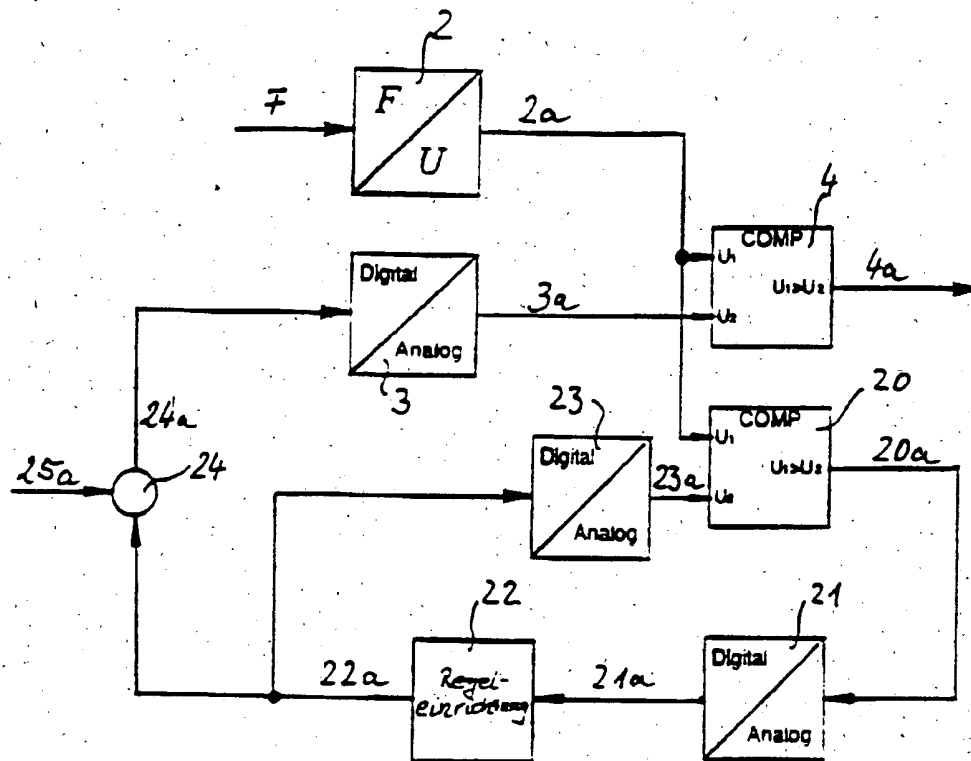 2
F
F
2a
U
4
COMP
U₁
U₁>U₂
4a
Digital
3a
U₂
Analog
3
24a
23
COMP
20
U₁
U₁>U₂
20a
25a
24
Digital
23a
U₂
Analog
22
21
22a
Regel-
einrichtung
21a
Digital
Analog